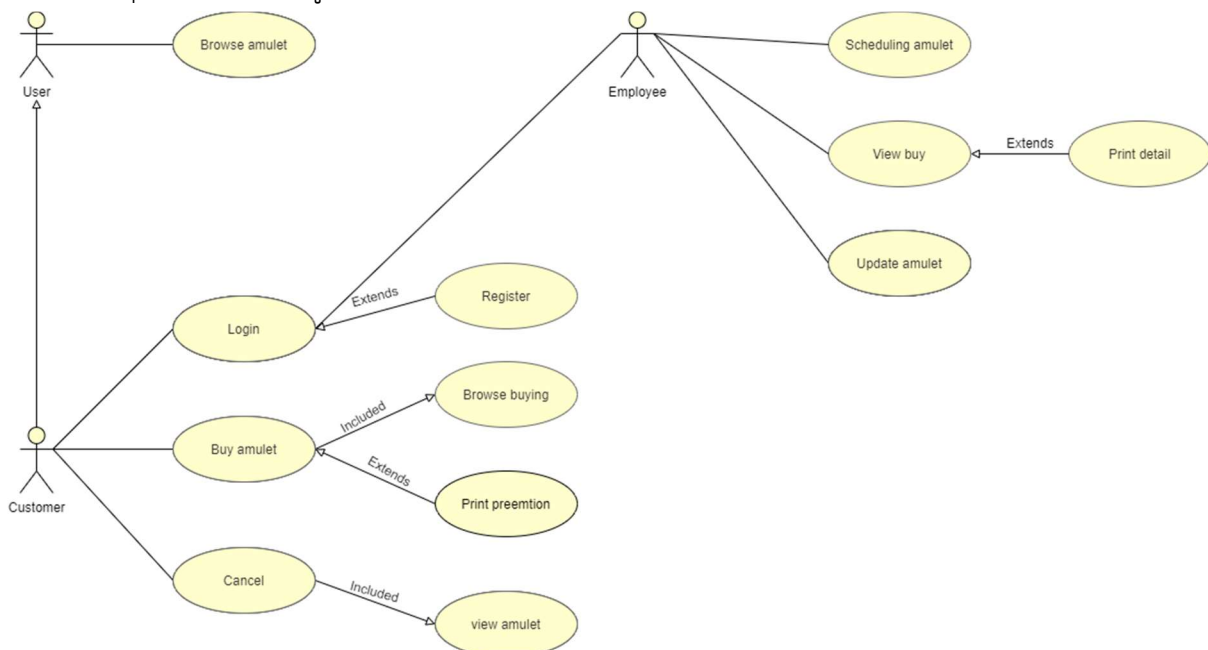 Browse amulet
User
Scheduling amulet
Employee
View buy
Extends
Print detail
Update amulet
Login
Extends
Register
Browse buying
Included
Buy amulet
Extends
Print preemtion
Customer
Cancel
Included
view amulet